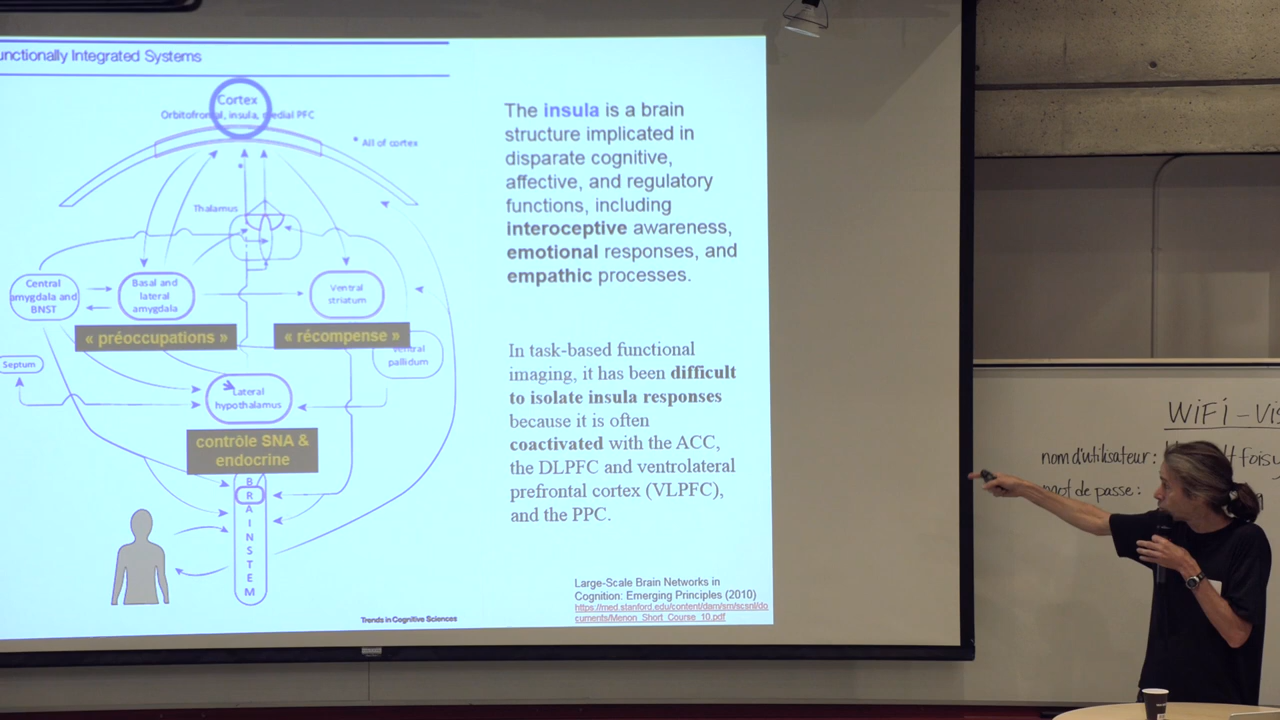 unctionally Integrated Systems
Cortex
Orbitofrontal, insula, medial PFC
* All of cortex
*
Thalamus
Central
amygdala and
BNST
Basal and
lateral
amygdala
Ventral
striatum
« préoccupations »
« récompense »
Ventral
pallidum
Septum
Lateral
hypothalamus
contrôle SNA &
endocrine
B
R
A
I
N
S
T
E
M
Trends in Cognitive Sciences
The insula is a brain
structure implicated in
disparate cognitive,
affective, and regulatory
functions, including
interoceptive awareness,
emotional responses, and
empathic processes.
In task-based functional
imaging, it has been difficult
to isolate insula responses
because it is often
coactivated with the ACC,
the DLPFC and ventrolateral
prefrontal cortex (VLPFC),
and the PPC.
Large-Scale Brain Networks in
Cognition: Emerging Principles (2010)
https://med.stanford.edu/content/dam/sm/scsnl/do
cuments/Menon_Short_Course_10.pdf
WiFi - Vis
nom d'utilisateur :
mot de passe :